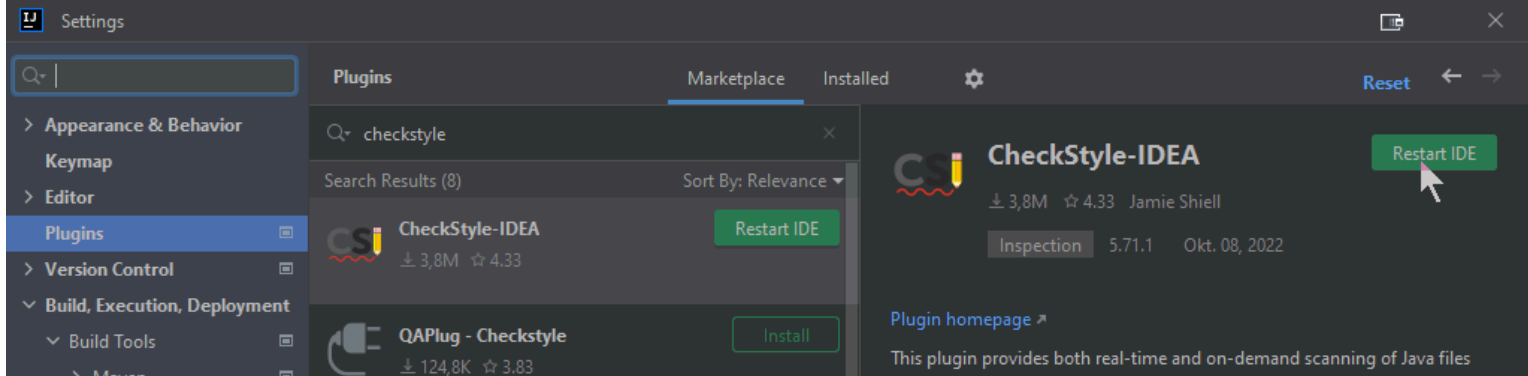 Settings
Plugins
Marketplace
Installed
Reset
Appearance & Behavior
Keymap
Editor
Plugins
Version Control
Build, Execution, Deployment
Build Tools
Maven
checkstyle
Search Results (8)
Sort By: Relevance
CheckStyle-IDEA
Restart IDE
3,8M 4.33
QAPlug - Checkstyle
Install
124,8K 3.83
CheckStyle-IDEA
Restart IDE
3,8M 4.33 Jamie Shiell
Inspection 5.71.1 Okt. 08, 2022
Plugin homepage
This plugin provides both real-time and on-demand scanning of Java files